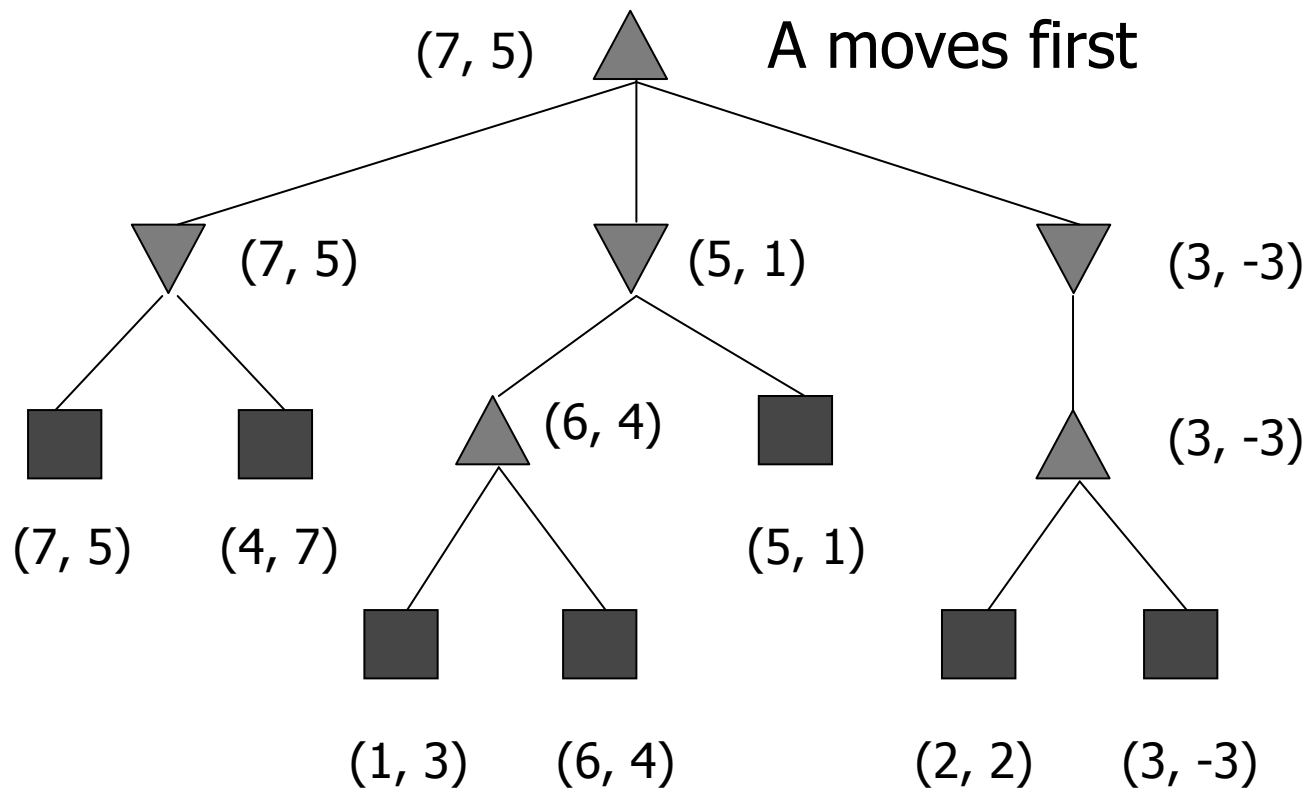 (7, 5) A moves first
(7, 5) (5, 1) (3, -3)
(6, 4) (3, -3)
(7, 5) (4, 7) (5, 1)
(1, 3) (6, 4) (2, 2) (3, -3)